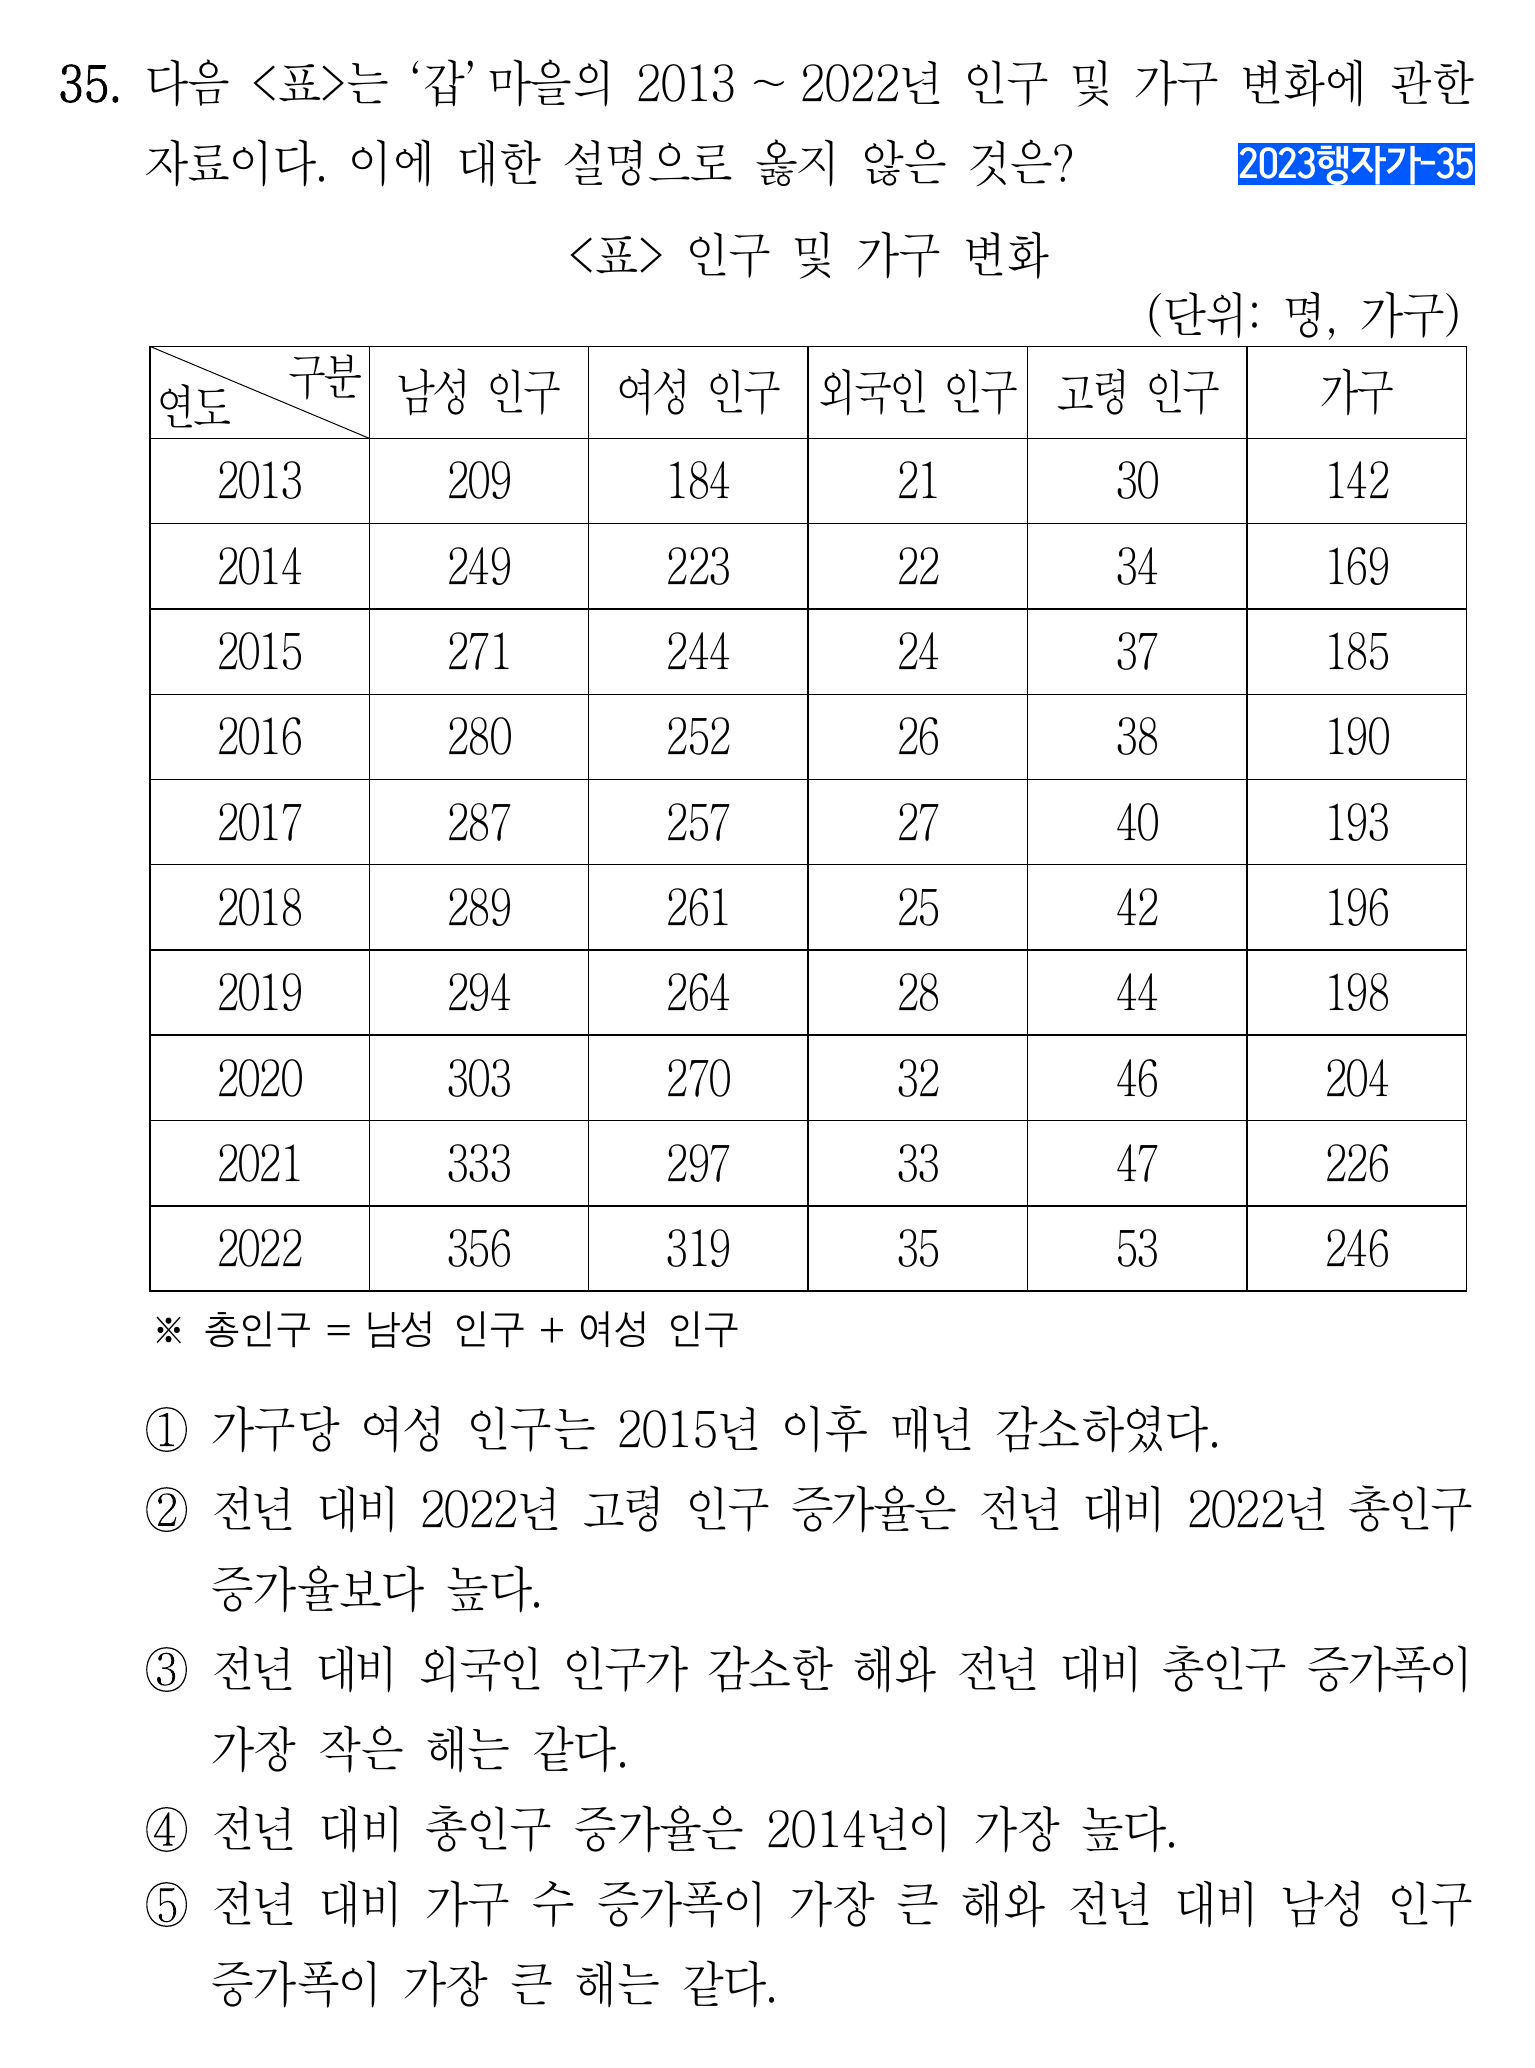 35. 다음 <표>는 ‘갑’ 마을의 2013 ~ 2022년 인구 및 가구 변화에 관한
자료이다. 이에 대한 설명으로 옳지 않은 것은?
2023행자가-35
<표> 인구 및 가구 변화
(단위: 명, 가구)
연도 구분 남성 인구 여성 인구 외국인 인구 고령 인구 가구
2013 209 184 21 30 142
2014 249 223 22 34 169
2015 271 244 24 37 185
2016 280 252 26 38 190
2017 287 257 27 40 193
2018 289 261 25 42 196
2019 294 264 28 44 198
2020 303 270 32 46 204
2021 333 297 33 47 226
2022 356 319 35 53 246
※ 총인구 = 남성 인구 + 여성 인구
① 가구당 여성 인구는 2015년 이후 매년 감소하였다.
② 전년 대비 2022년 고령 인구 증가율은 전년 대비 2022년 총인구
증가율보다 높다.
③ 전년 대비 외국인 인구가 감소한 해와 전년 대비 총인구 증가폭이
가장 작은 해는 같다.
④ 전년 대비 총인구 증가율은 2014년이 가장 높다.
⑤ 전년 대비 가구 수 증가폭이 가장 큰 해와 전년 대비 남성 인구
증가폭이 가장 큰 해는 같다.